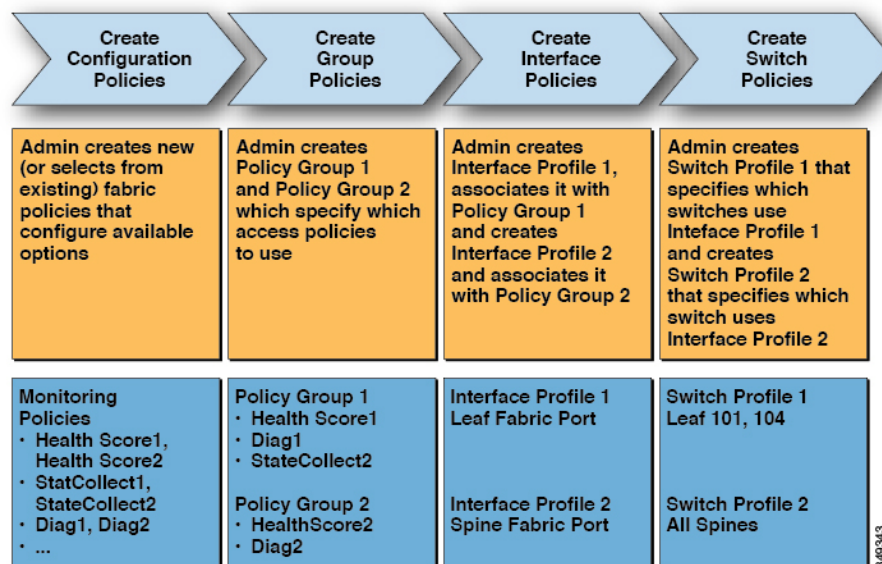 Create
Configuration
Policies
Create
Group
Policies
Create
Interface
Policies
Create
Switch
Policies
Admin creates new
(or selects from
existing) fabric
policies that
configure available
options
Admin creates
Policy Group 1
and Policy Group 2
which specify which
access policies
to use
Admin creates
Interface Profile 1,
associates it with
Policy Group 1
and creates
Interface Profile 2
and associates it
with Policy Group 2
Admin creates
Switch Profile 1 that
specifies which
switches use
Inteface Profile 1
and creates
Switch Profile 2
that specifies which
switch uses
Interface Profile 2
Monitoring
Policies
· Health Score1,
Health Score2
· StatCollect1,
StateCollect2
· Diag1, Diag2
· ...
Policy Group 1
· Health Score1
· Diag1
· StateCollect2
Policy Group 2
· HealthScore2
· Diag2
Interface Profile 1
Leaf Fabric Port
Interface Profile 2
Spine Fabric Port
Switch Profile 1
Leaf 101, 104
Switch Profile 2
All Spines